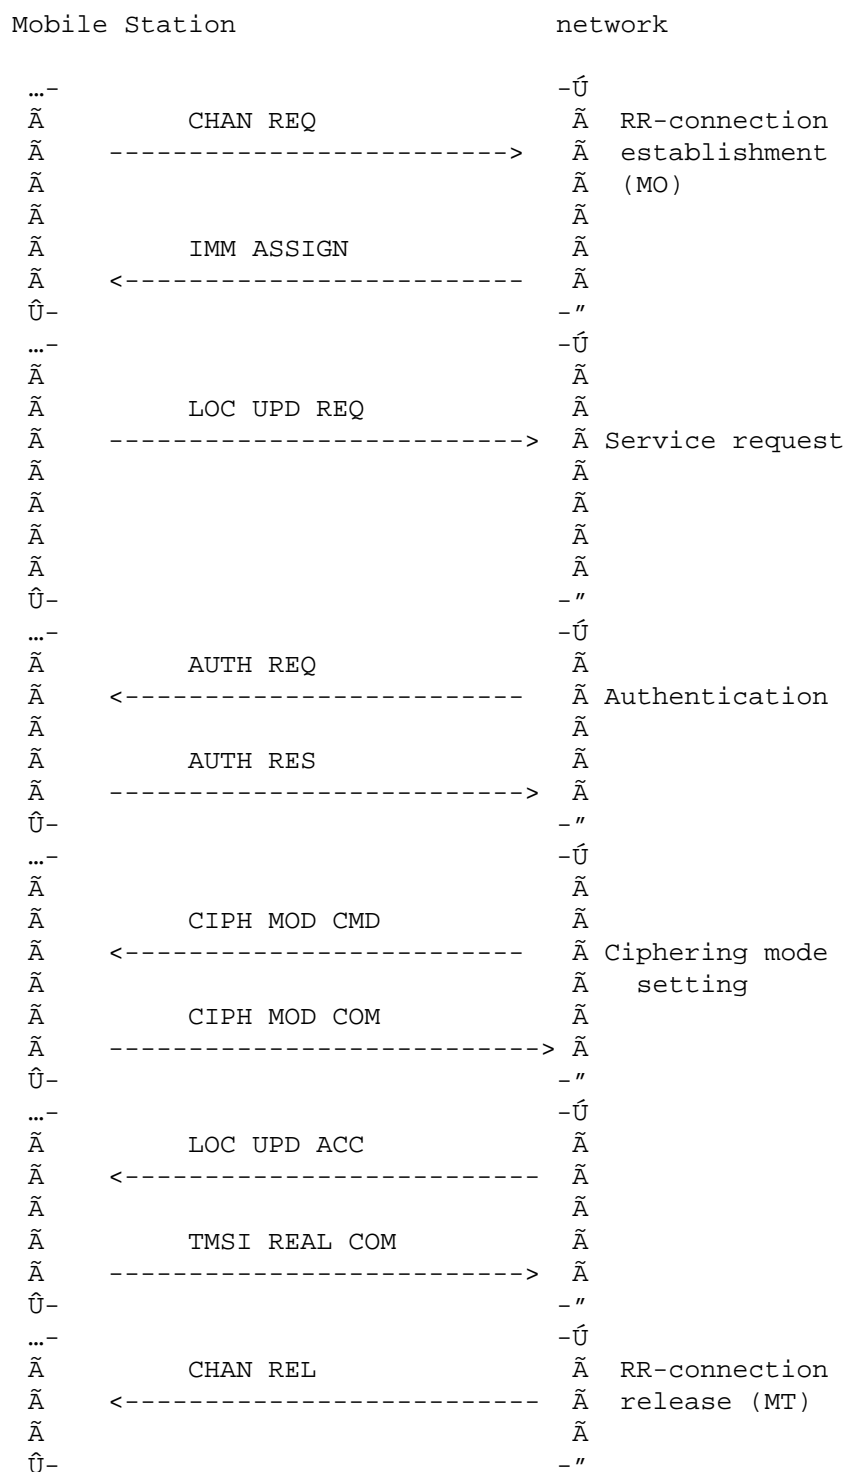 Mobile Station network
…- -Ú
Ã CHAN REQ Ã RR-connection
Ã -------------------------> Ã establishment
Ã Ã (MO)
Ã Ã
Ã IMM ASSIGN Ã
Ã <------------------------- Ã
Û- -"
…- -Ú
Ã Ã
Ã LOC UPD REQ Ã
Ã --------------------------> Ã Service request
Ã Ã
Ã Ã
Ã Ã
Ã Ã
Û- -"
…- -Ú
Ã AUTH REQ Ã
Ã <------------------------- Ã Authentication
Ã Ã
Ã AUTH RES Ã
Ã --------------------------> Ã
Û- -"
…- -Ú
Ã Ã
Ã CIPH MOD CMD Ã
Ã <------------------------- Ã Ciphering mode
Ã Ã setting
Ã CIPH MOD COM Ã
Ã ---------------------------> Ã
Û- -"
…- -Ú
Ã LOC UPD ACC Ã
Ã <-------------------------- Ã
Ã Ã
Ã TMSI REAL COM Ã
Ã --------------------------> Ã
Û- -"
…- -Ú
Ã CHAN REL Ã RR-connection
Ã <-------------------------- Ã release (MT)
Ã Ã
Û- -"